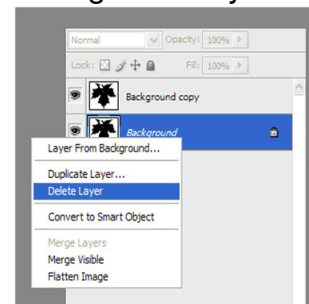 Normal Opacity: 100%
Lock: Fill: 100%
Background copy
Background
Layer From Background...
Duplicate Layer...
Delete Layer
Convert to Smart Object
Merge Layers
Merge Visible
Flatten Image